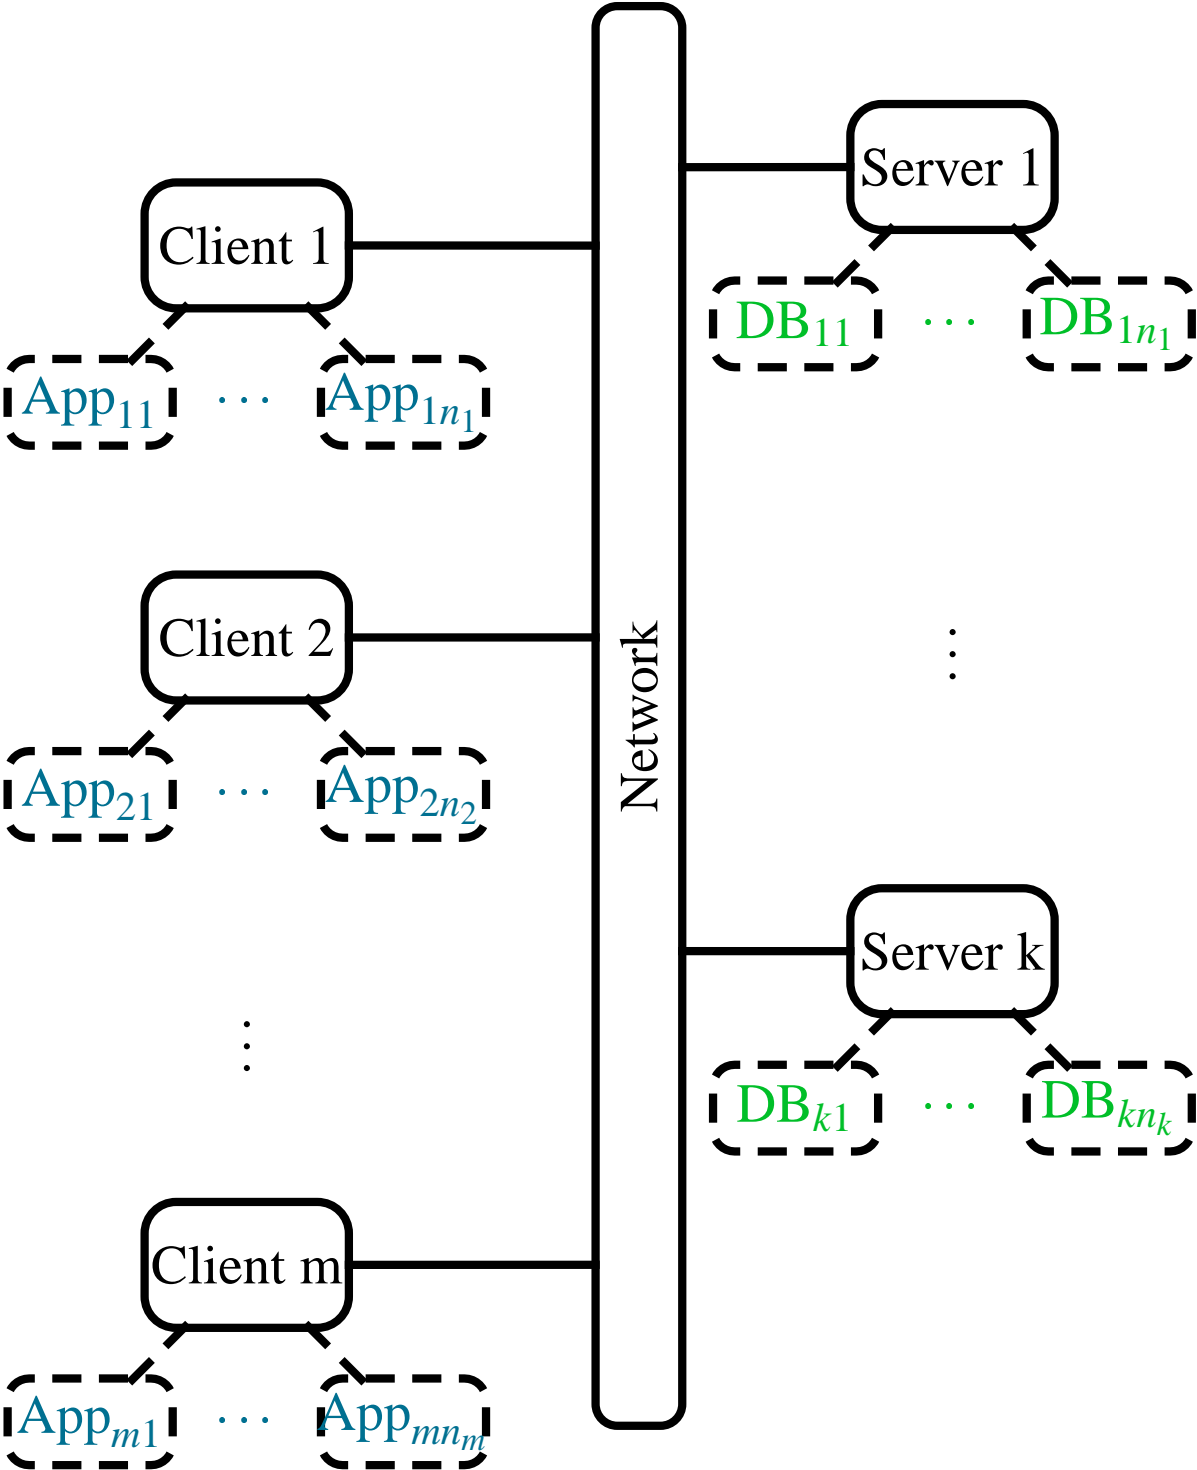 Client 1
App₁₁ ··· App₁ₙ₁
Client 2
App₂₁ ··· App₂ₙ₂
⋮
Client m
Appₘ₁ ··· Appₘₙₘ
Network
Server 1
DB₁₁ ··· DB₁ₙ₁
⋮
Server k
DBₖ₁ ··· DBₖₙₖ